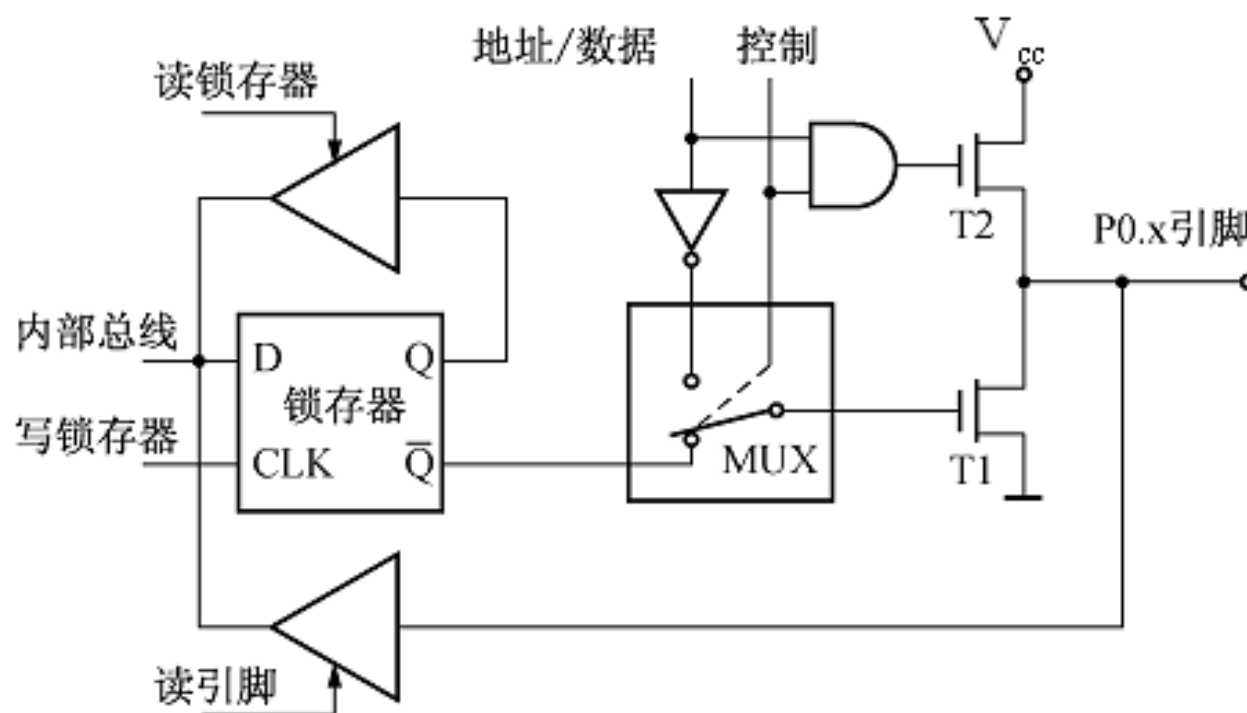 地址/数据
控制
Vcc
读锁存器
T2
P0.x引脚
内部总线
D
Q
锁存器
写锁存器
CLK
Q̅
MUX
T1
读引脚